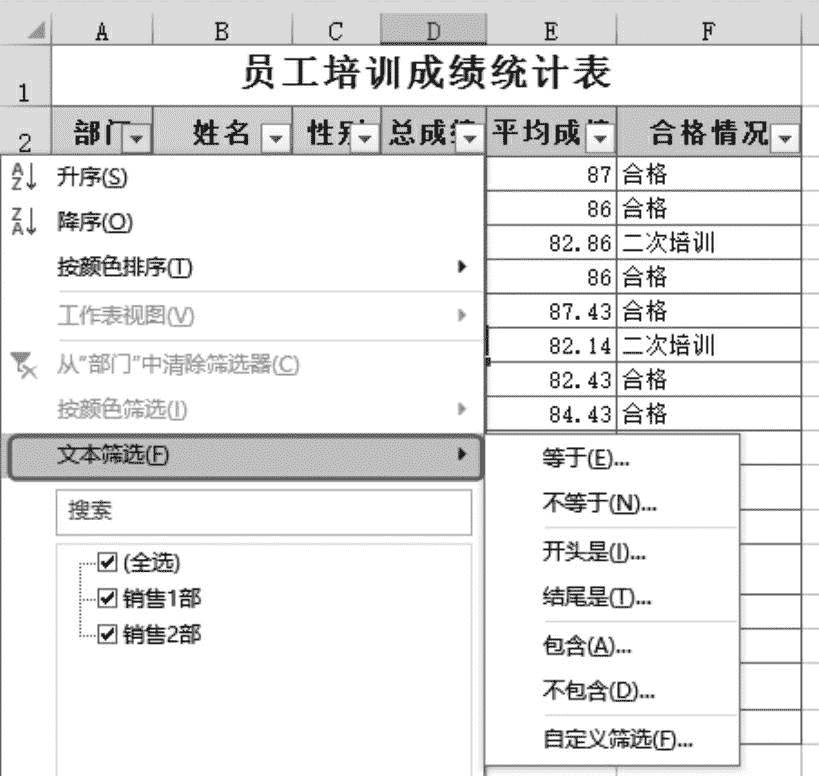 A B C D E F
1 员工培训成绩统计表
2 部门 姓名 性别 总成绩 平均成绩 合格情况
升序(S)
降序(O)
按颜色排序(T)
工作表视图(V)
从"部门"中清除筛选器(C)
按颜色筛选(I)
文本筛选(F)
搜索
(全选)
销售1部
销售2部
87 合格
86 合格
82.86 二次培训
86 合格
87.43 合格
82.14 二次培训
82.43 合格
84.43 合格
等于(E)...
不等于(N)...
开头是(I)...
结尾是(T)...
包含(A)...
不包含(D)...
自定义筛选(F)...